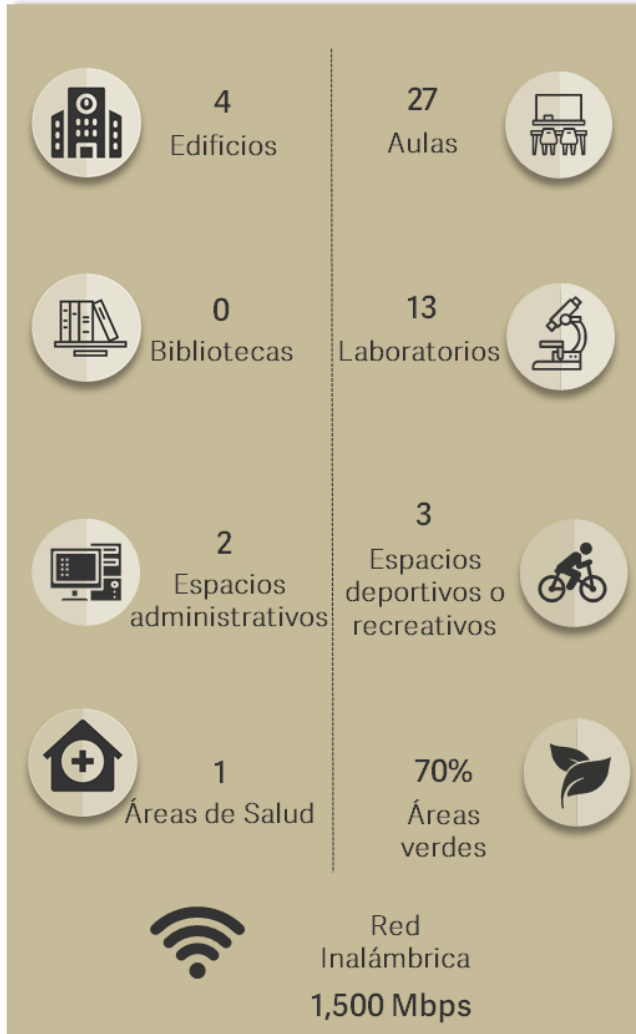 4
Edificios
27
Aulas
0
Bibliotecas
13
Laboratorios
2
Espacios
administrativos
3
Espacios
deportivos o
recreativos
1
Áreas de Salud
70%
Áreas
verdes
Red
Inalámbrica
1,500 Mbps